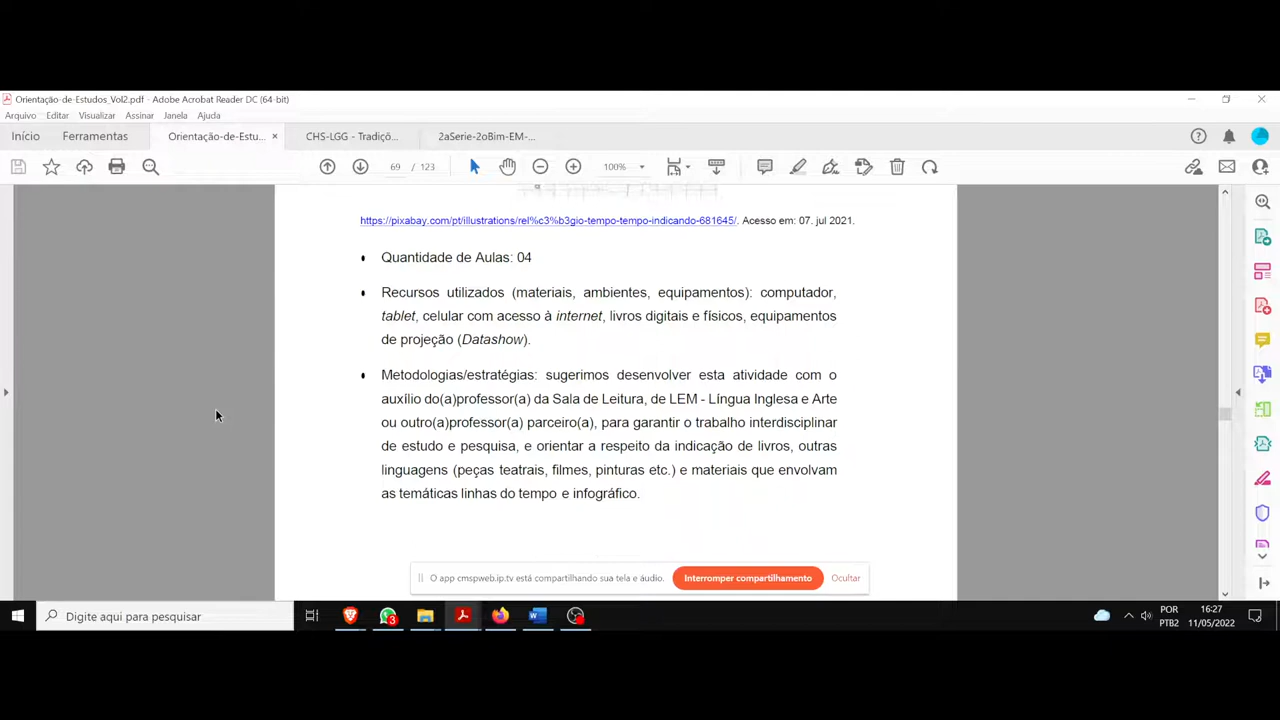 Orientação-de-Estudos_Vol2.pdf - Adobe Acrobat Reader DC (64-bit)
Arquivo Editar Visualizar Assinar Janela Ajuda
Início Ferramentas Orientação-de-Estu... × CHS-LGG - Tradiçõ... 2aSerie-2oBim-EM-...
69 / 123 100%
https://pixabay.com/pt/illustrations/rel%c3%b3gio-tempo-tempo-indicando-681645/. Acesso em: 07. jul 2021.
• Quantidade de Aulas: 04
• Recursos utilizados (materiais, ambientes, equipamentos): computador,
tablet, celular com acesso à internet, livros digitais e físicos, equipamentos
de projeção (Datashow).
• Metodologias/estratégias: sugerimos desenvolver esta atividade com o
auxílio do(a)professor(a) da Sala de Leitura, de LEM - Língua Inglesa e Arte
ou outro(a)professor(a) parceiro(a), para garantir o trabalho interdisciplinar
de estudo e pesquisa, e orientar a respeito da indicação de livros, outras
linguagens (peças teatrais, filmes, pinturas etc.) e materiais que envolvam
as temáticas linhas do tempo e infográfico.
O app cmspweb.ip.tv está compartilhando sua tela e áudio. Interromper compartilhamento Ocultar
Digite aqui para pesquisar 3 POR 16:27
PTB2 11/05/2022